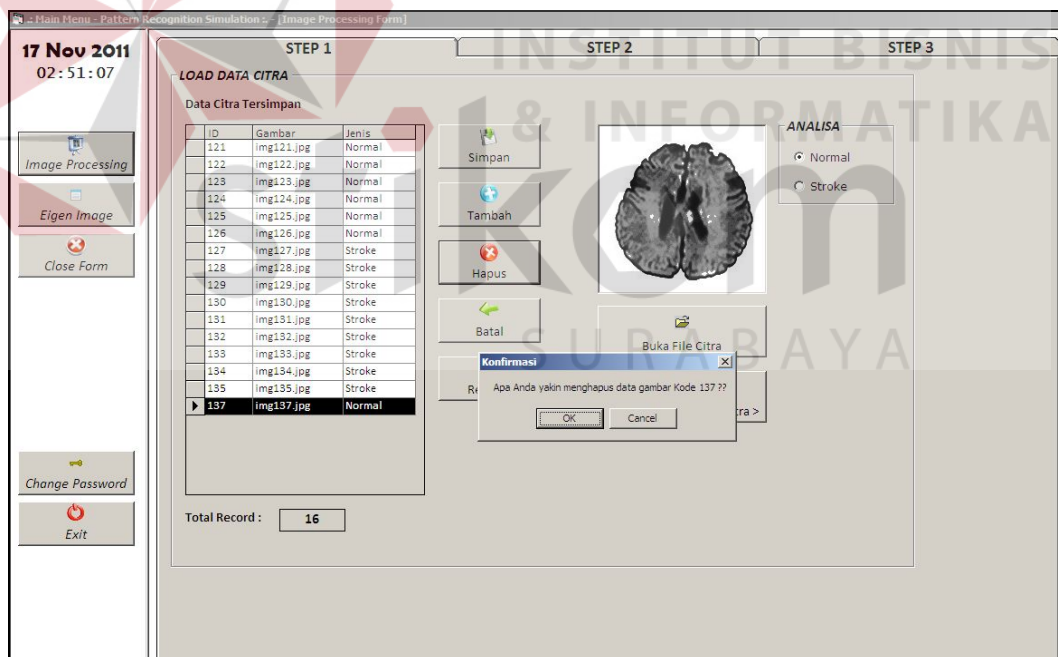 .: Main Menu - Pattern Recognition Simulation :. - [Image Processing Form]
17 Nov 2011
02:51:07
Image Processing
Eigen Image
Close Form
Change Password
Exit
STEP 1
STEP 2
STEP 3
LOAD DATA CITRA
Data Citra Tersimpan
ID Gambar Jenis
121 img121.jpg Normal
122 img122.jpg Normal
123 img123.jpg Normal
124 img124.jpg Normal
125 img125.jpg Normal
126 img126.jpg Normal
127 img127.jpg Stroke
128 img128.jpg Stroke
129 img129.jpg Stroke
130 img130.jpg Stroke
131 img131.jpg Stroke
132 img132.jpg Stroke
133 img133.jpg Stroke
134 img134.jpg Stroke
135 img135.jpg Stroke
137 img137.jpg Normal
Total Record : 16
Simpan
Tambah
Hapus
Batal
Buka File Citra
ANALISA
Normal
Stroke
Konfirmasi
Apa Anda yakin menghapus data gambar Kode 137 ??
OK Cancel
tra >
INSTITUT BISNIS
& INFORMATIKA
stikom
SURABAYA